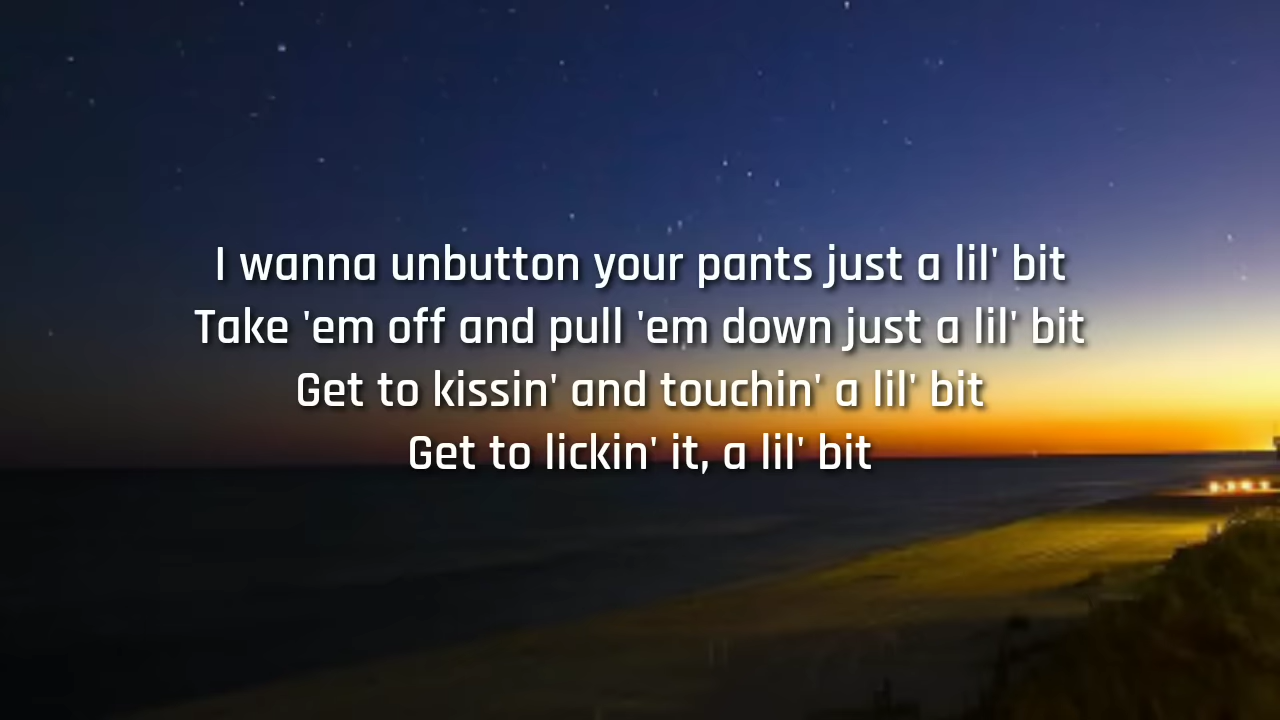 I wanna unbutton your pants just a lil' bit
Take 'em off and pull 'em down just a lil' bit
Get to kissin' and touchin' a lil' bit
Get to lickin' it, a lil' bit